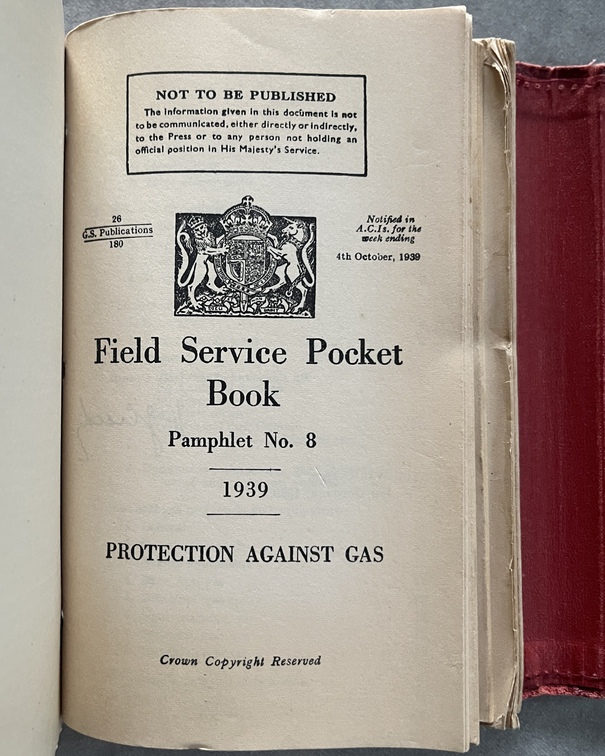 NOT TO BE PUBLISHED
The information given in this document is not
to be communicated, either directly or indirectly,
to the Press or to any person not holding an
official position in His Majesty's Service.
26
G.S. Publications
180
Notified in
A.C.Is. for the
week ending
4th October, 1939
DIEU
DROIT
Field Service Pocket
Book
Pamphlet No. 8
1939
PROTECTION AGAINST GAS
Crown Copyright Reserved